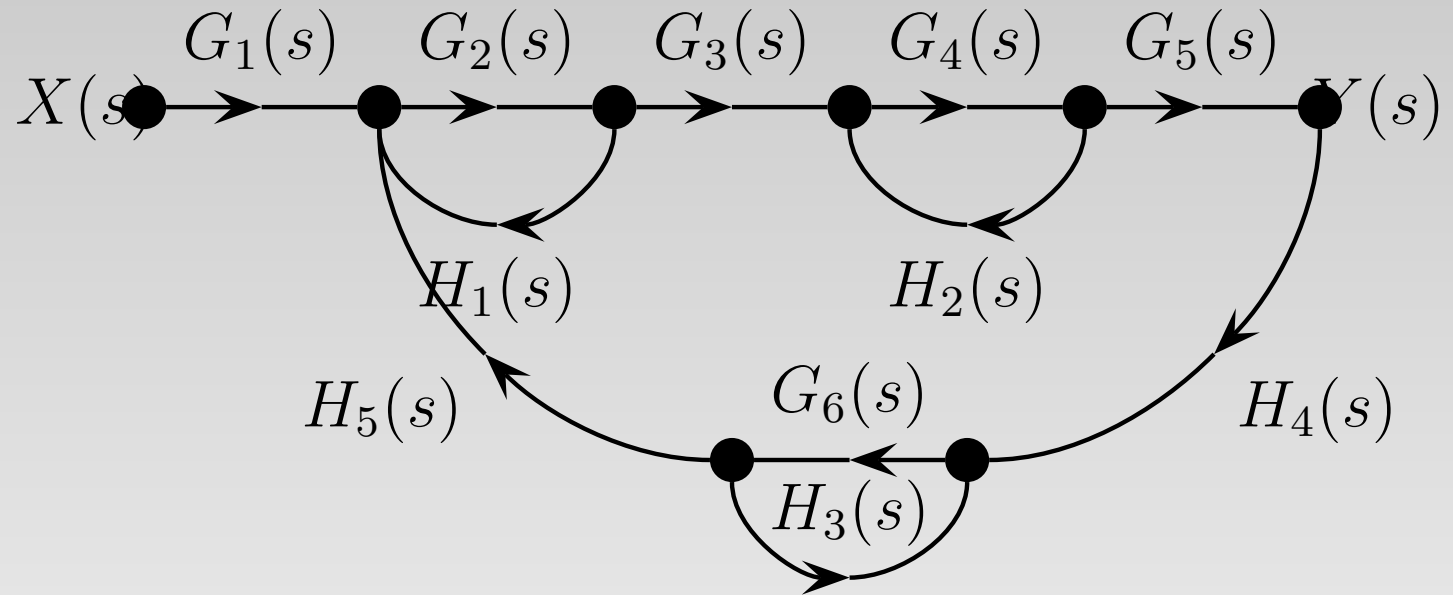 G₁(s) G₂(s) G₃(s) G₄(s) G₅(s)
X(s) Y(s)
H₁(s) H₂(s)
G₆(s)
H₅(s) H₄(s)
H₃(s)